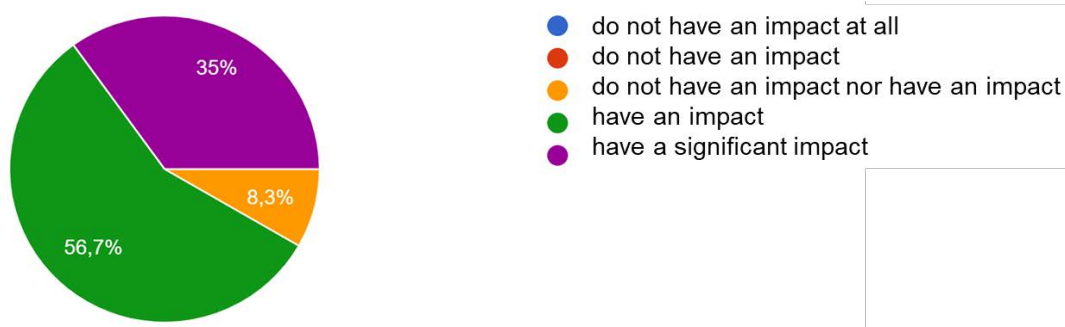 35%
8,3%
56,7%
do not have an impact at all
do not have an impact
do not have an impact nor have an impact
have an impact
have a significant impact